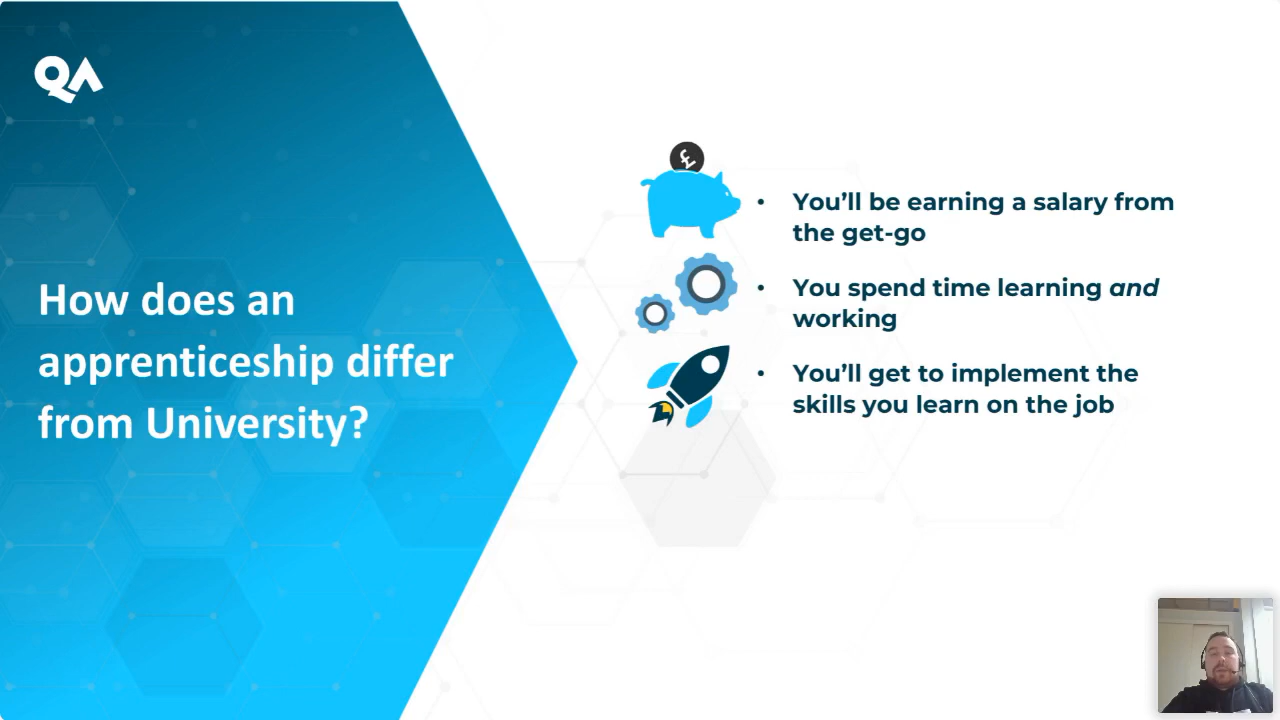 QA
How does an
apprenticeship differ
from University?
£
• You’ll be earning a salary from
the get-go
• You spend time learning and
working
• You’ll get to implement the
skills you learn on the job